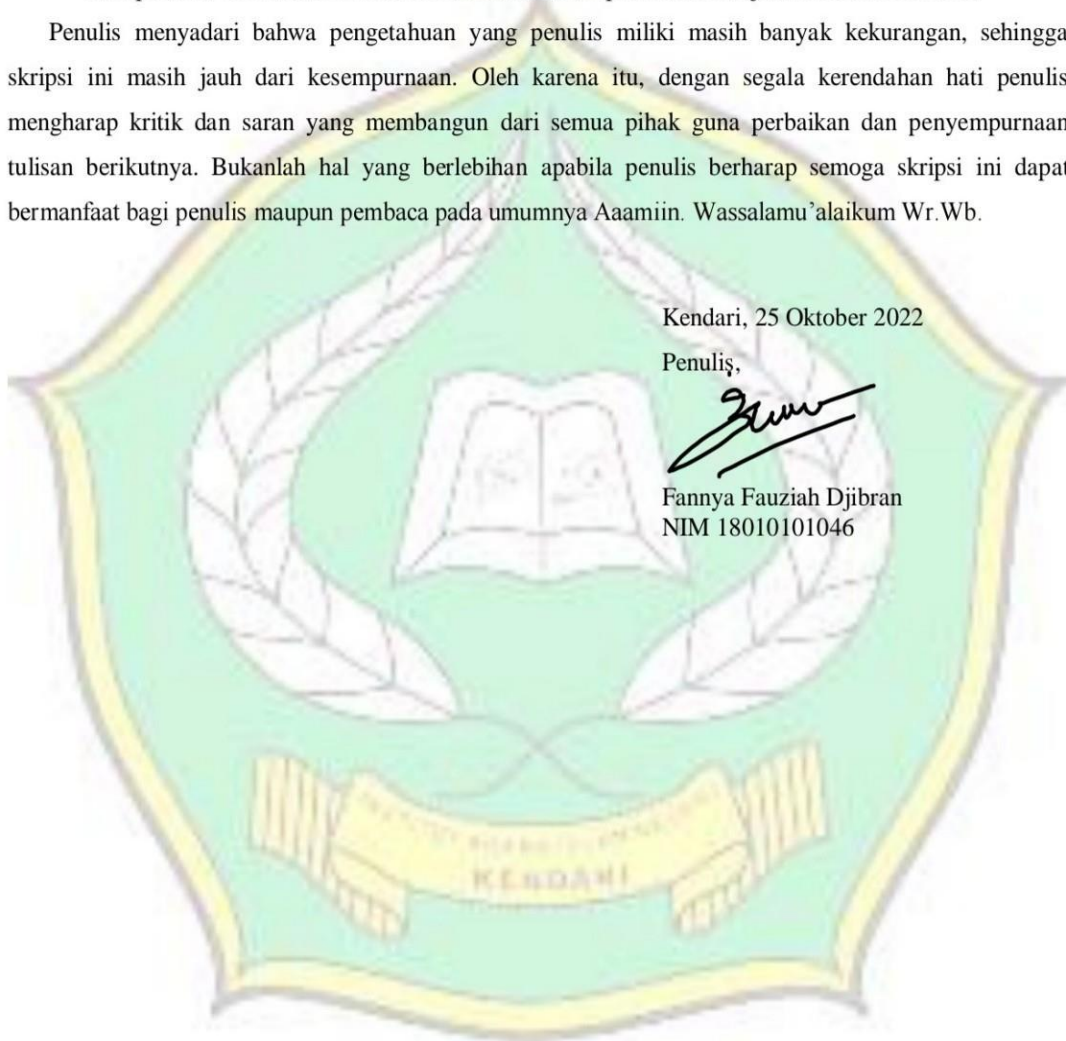 Penulis menyadari bahwa pengetahuan yang penulis miliki masih banyak kekurangan, sehingga
skripsi ini masih jauh dari kesempurnaan. Oleh karena itu, dengan segala kerendahan hati penulis
mengharap kritik dan saran yang membangun dari semua pihak guna perbaikan dan penyempurnaan
tulisan berikutnya. Bukanlah hal yang berlebihan apabila penulis berharap semoga skripsi ini dapat
bermanfaat bagi penulis maupun pembaca pada umumnya Aaamiin. Wassalamu’alaikum Wr.Wb.
Kendari, 25 Oktober 2022
Penulis,
Fannya Fauziah Djibran
NIM 18010101046
KENDARI